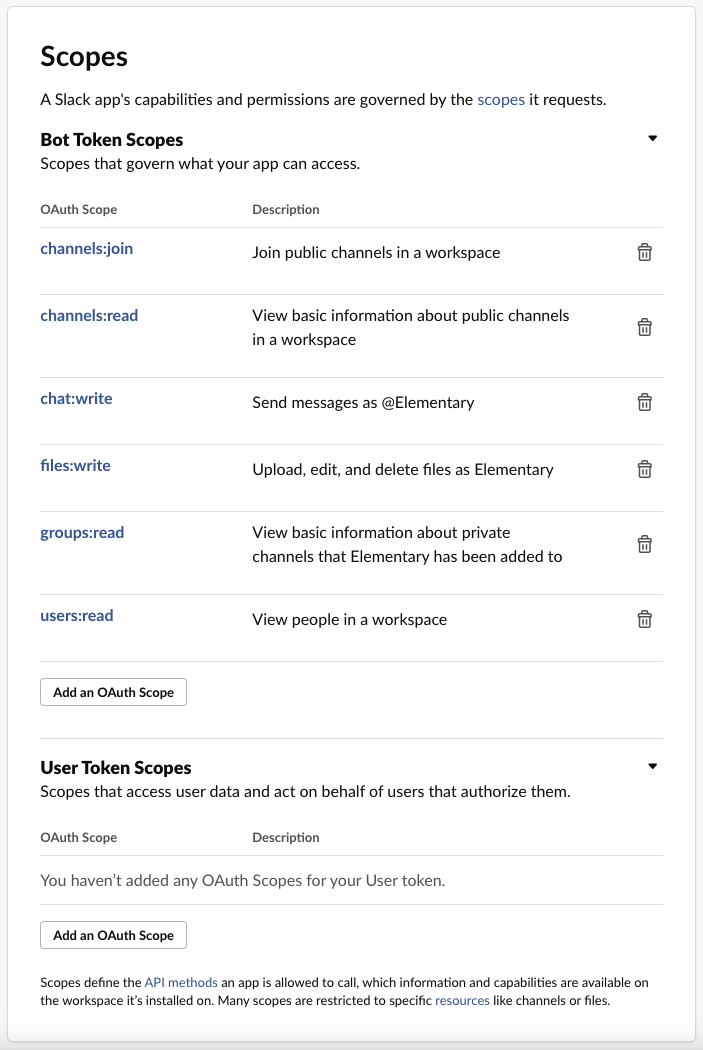 Scopes
A Slack app's capabilities and permissions are governed by the scopes it requests.
Bot Token Scopes
Scopes that govern what your app can access.
OAuth Scope Description
channels:join Join public channels in a workspace
channels:read View basic information about public channels
in a workspace
chat:write Send messages as @Elementary
files:write Upload, edit, and delete files as Elementary
groups:read View basic information about private
channels that Elementary has been added to
users:read View people in a workspace
Add an OAuth Scope
User Token Scopes
Scopes that access user data and act on behalf of users that authorize them.
OAuth Scope Description
You haven’t added any OAuth Scopes for your User token.
Add an OAuth Scope
Scopes define the API methods an app is allowed to call, which information and capabilities are available on
the workspace it’s installed on. Many scopes are restricted to specific resources like channels or files.